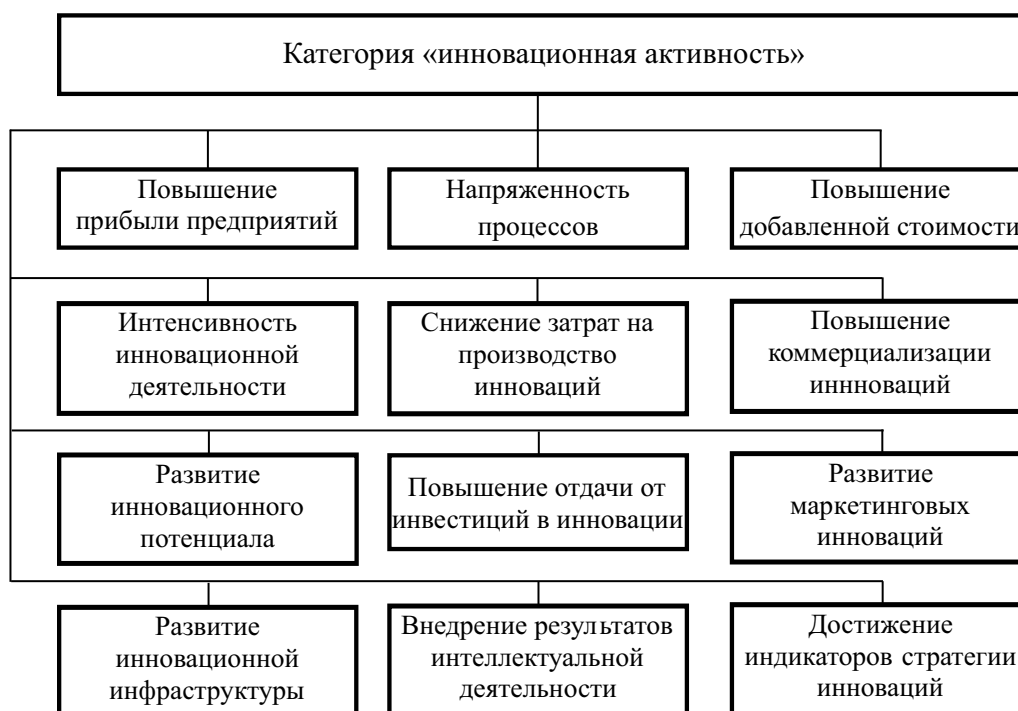 Категория «инновационная активность»
Повышение
прибыли предприятий
Напряженность
процессов
Повышение
добавленной стоимости
Интенсивность
инновационной
деятельности
Снижение затрат на
производство
инноваций
Повышение
коммерциализации
иннноваций
Развитие
инновационного
потенциала
Повышение отдачи от
инвестиций в инновации
Развитие
маркетинговых
инноваций
Развитие
инновационной
инфраструктуры
Внедрение результатов
интеллектуальной
деятельности
Достижение
индикаторов стратегии
инноваций